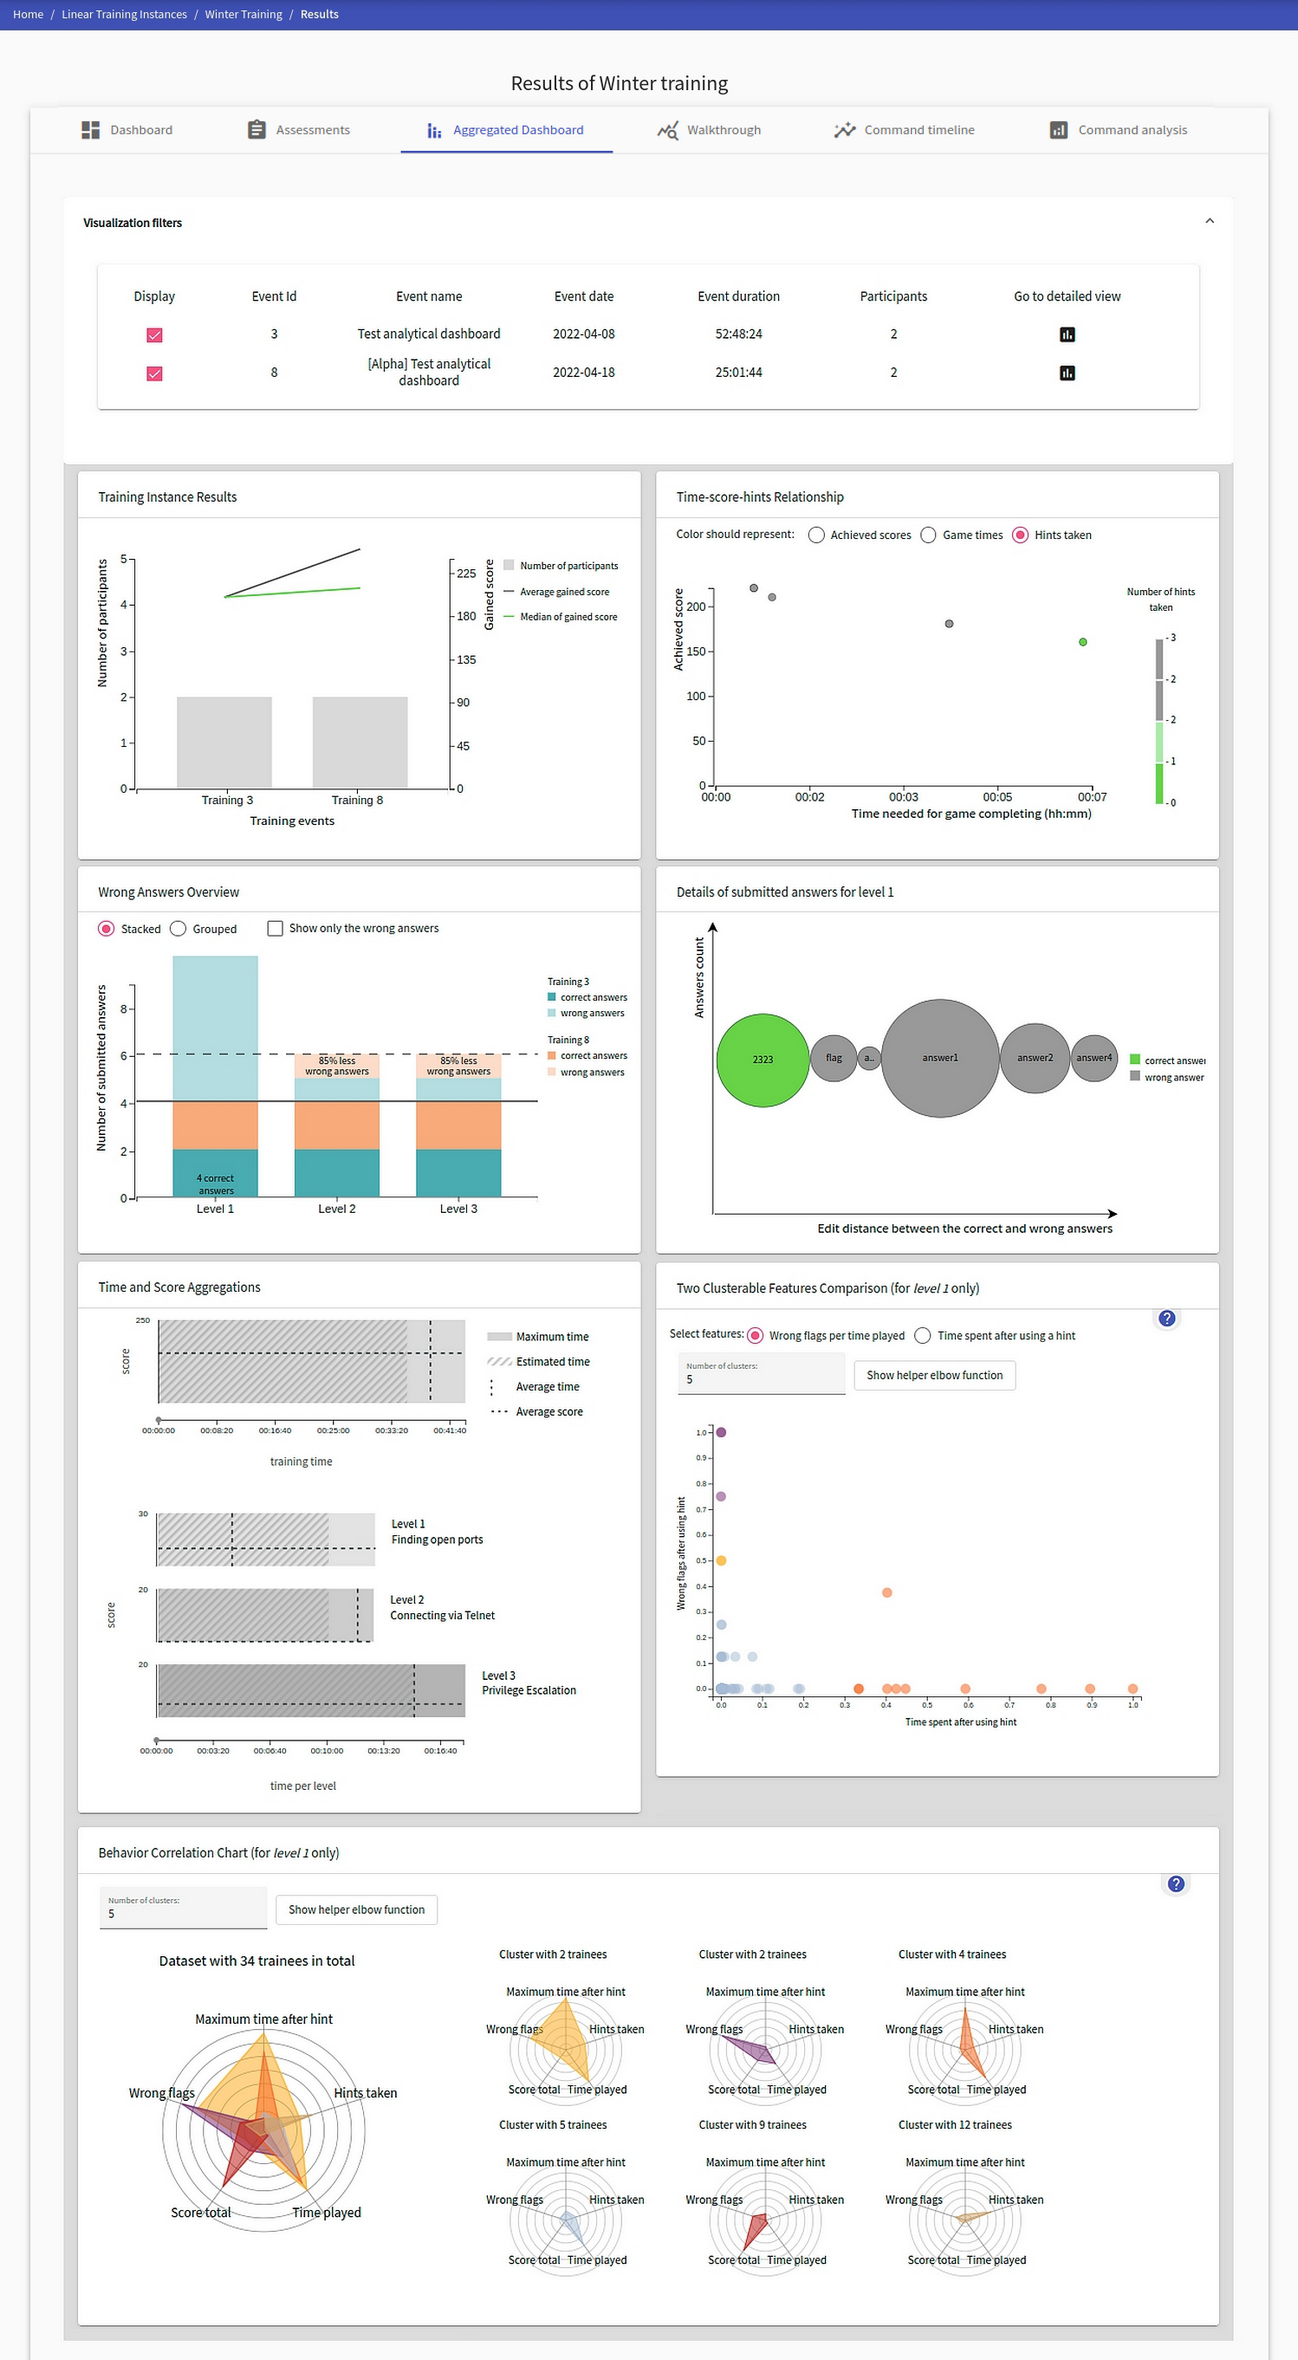 Home / Linear Training Instances / Winter Training / Results
Results of Winter training
Dashboard
Assessments
Aggregated Dashboard
Walkthrough
Command timeline
Command analysis
Visualization filters
Display Event Id Event name Event date Event duration Participants Go to detailed view
3 Test analytical dashboard 2022-04-08 52:48:24 2
8 [Alpha] Test analytical dashboard 2022-04-18 25:01:44 2
Training Instance Results
Number of participants
5
4
3
2
1
0
Training 3
Training 8
Training events
225
180
135
90
45
0
Gained score
Number of participants
Average gained score
Median of gained score
Time-score-hints Relationship
Color should represent: Achieved scores Game times Hints taken
Achieved score
200
150
100
50
0
00:00 00:02 00:03 00:05 00:07
Time needed for game completing (hh:mm)
Number of hints
taken
- 3
- 2
- 2
- 1
- 0
Wrong Answers Overview
Stacked Grouped Show only the wrong answers
Number of submitted answers
8
6
4
2
0
85% less
wrong answers
85% less
wrong answers
4 correct
answers
Level 1 Level 2 Level 3
Training 3
correct answers
wrong answers
Training 8
correct answers
wrong answers
Details of submitted answers for level 1
Answers count
2323
flag
a..
answer1
answer2
answer4
correct answer
wrong answer
Edit distance between the correct and wrong answers
Time and Score Aggregations
250
score
00:00:00 00:08:20 00:16:40 00:25:00 00:33:20 00:41:40
training time
Maximum time
Estimated time
Average time
Average score
30
Level 1
Finding open ports
20
Level 2
Connecting via Telnet
score
20
Level 3
Privilege Escalation
00:00:00 00:03:20 00:06:40 00:10:00 00:13:20 00:16:40
time per level
Two Clusterable Features Comparison (for level 1 only)
?
Select features: Wrong flags per time played Time spent after using a hint
Number of clusters:
5
Show helper elbow function
Wrong flags after using hint
1.0
0.9
0.8
0.7
0.6
0.5
0.4
0.3
0.2
0.1
0.0
0.0 0.1 0.2 0.3 0.4 0.5 0.6 0.7 0.8 0.9 1.0
Time spent after using hint
Behavior Correlation Chart (for level 1 only)
?
Number of clusters:
5
Show helper elbow function
Dataset with 34 trainees in total
Maximum time after hint
Wrong flags
Hints taken
Score total
Time played
Cluster with 2 trainees
Maximum time after hint
Wrong flags
Hints taken
Score total
Time played
Cluster with 2 trainees
Maximum time after hint
Wrong flags
Hints taken
Score total
Time played
Cluster with 4 trainees
Maximum time after hint
Wrong flags
Hints taken
Score total
Time played
Cluster with 5 trainees
Maximum time after hint
Wrong flags
Hints taken
Score total
Time played
Cluster with 9 trainees
Maximum time after hint
Wrong flags
Hints taken
Score total
Time played
Cluster with 12 trainees
Maximum time after hint
Wrong flags
Hints taken
Score total
Time played